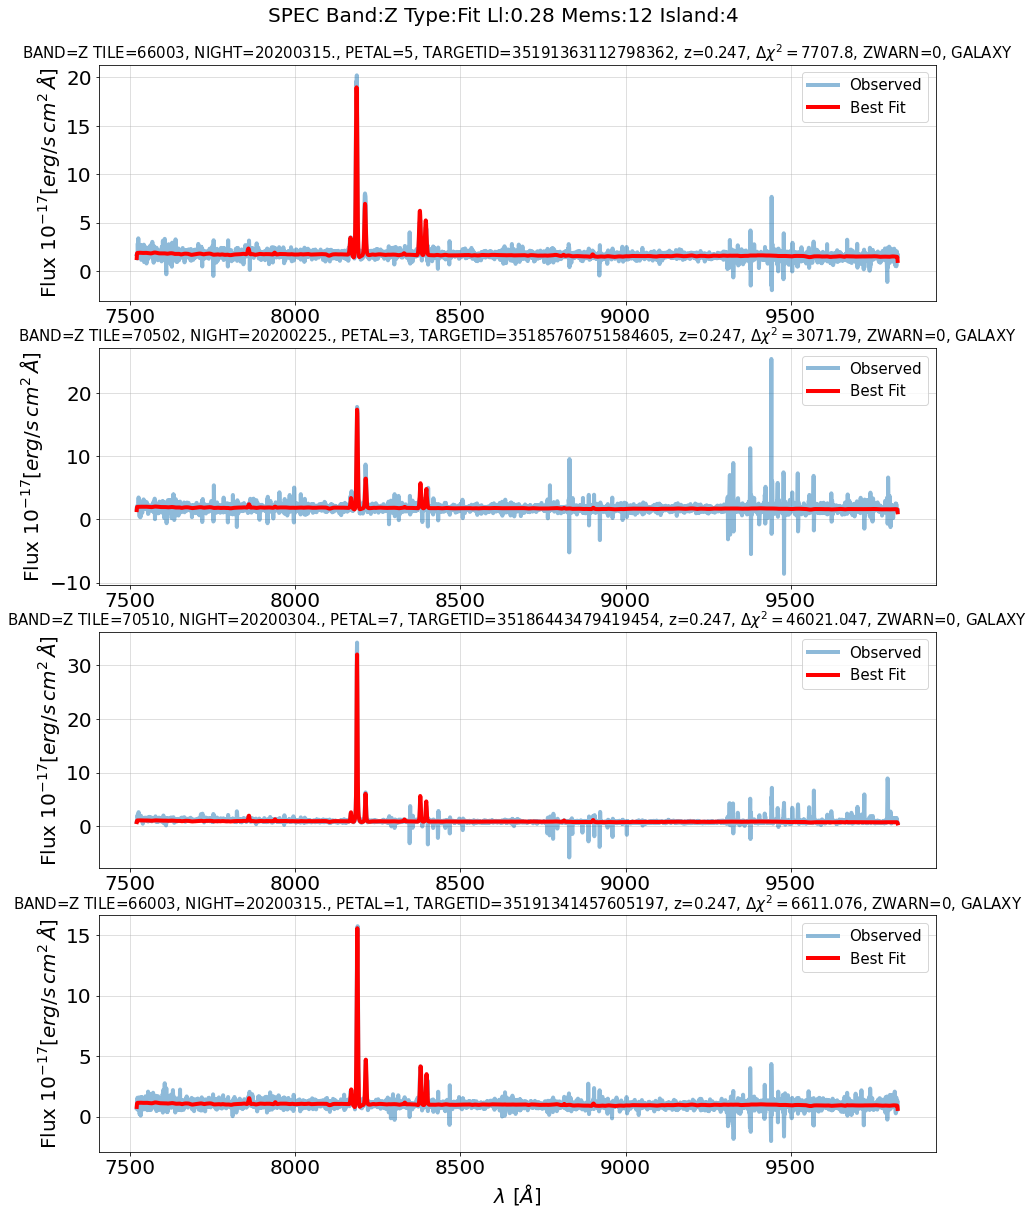 SPEC Band:Z Type:Fit Ll:0.28 Mems:12 Island:4
BAND=Z TILE=66003, NIGHT=20200315., PETAL=5, TARGETID=35191363112798362, z=0.247, Δχ² = 7707.8, ZWARN=0, GALAXY
Flux 10⁻¹⁷[erg/s cm² Å]
20
15
10
5
0
Observed
Best Fit
7500 8000 8500 9000 9500
BAND=Z TILE=70502, NIGHT=20200225., PETAL=3, TARGETID=35185760751584605, z=0.247, Δχ² = 3071.79, ZWARN=0, GALAXY
Flux 10⁻¹⁷[erg/s cm² Å]
20
10
0
−10
Observed
Best Fit
7500 8000 8500 9000 9500
BAND=Z TILE=70510, NIGHT=20200304., PETAL=7, TARGETID=35186443479419454, z=0.247, Δχ² = 46021.047, ZWARN=0, GALAXY
Flux 10⁻¹⁷[erg/s cm² Å]
30
20
10
0
Observed
Best Fit
7500 8000 8500 9000 9500
BAND=Z TILE=66003, NIGHT=20200315., PETAL=1, TARGETID=35191341457605197, z=0.247, Δχ² = 6611.076, ZWARN=0, GALAXY
Flux 10⁻¹⁷[erg/s cm² Å]
15
10
5
0
Observed
Best Fit
7500 8000 8500 9000 9500
λ [Å]